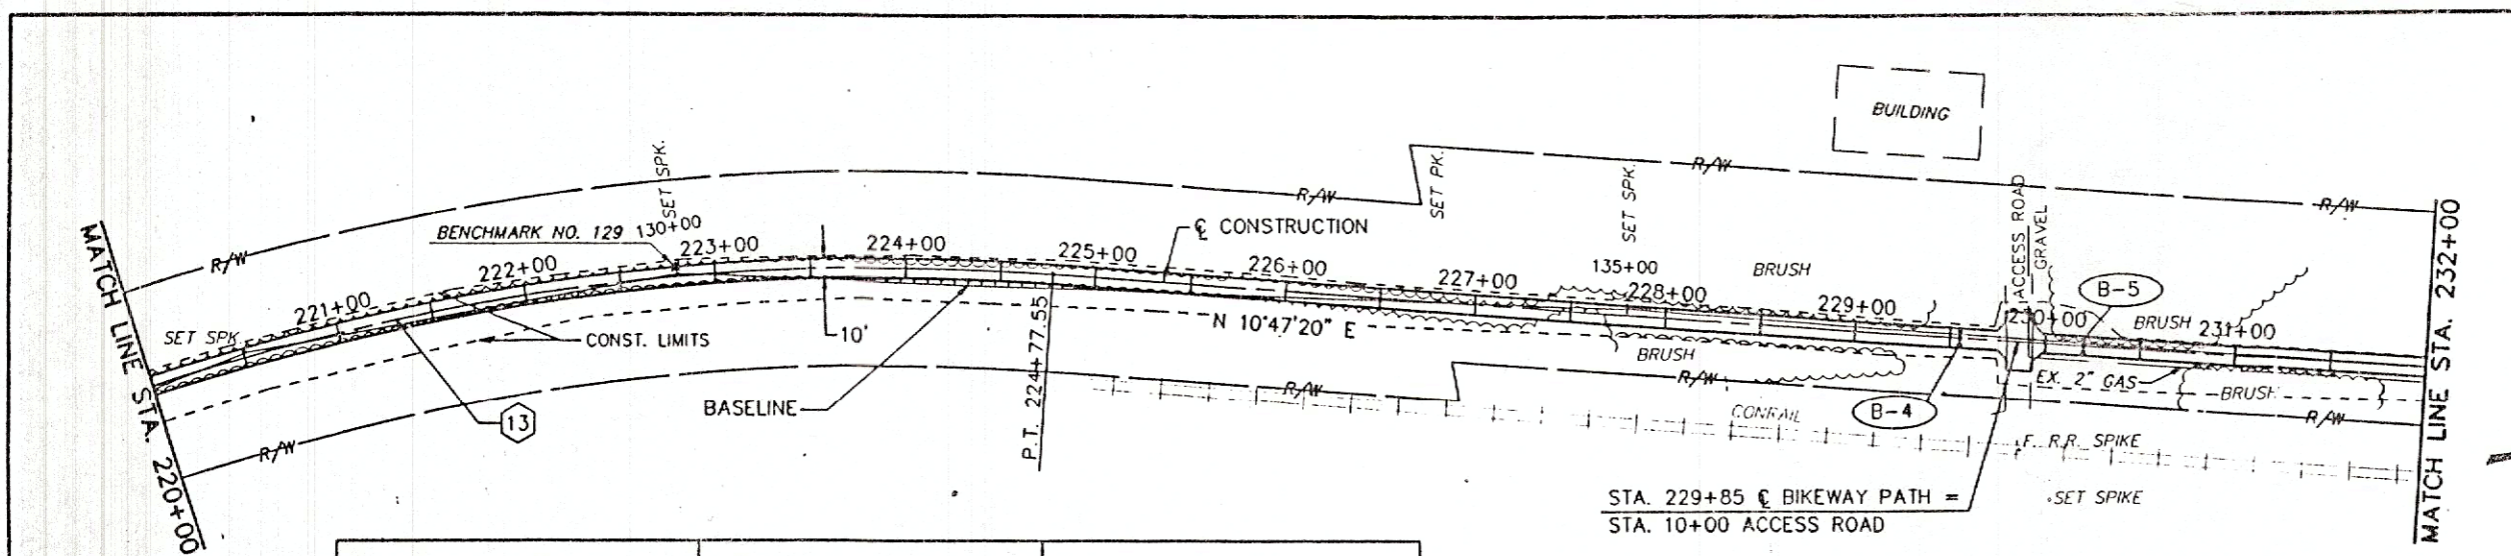 BUILDING
R/W
R/W
R/W
R/W
SET SPK.
SET PK.
SET SPK.
ACCESS ROAD
GRAVEL
BENCHMARK NO. 129
130+00
℄ CONSTRUCTION
MATCH LINE STA. 220+00
SET SPK.
221+00
222+00
223+00
224+00
225+00
226+00
227+00
135+00
228+00
BRUSH
229+00
230+00
B-5
BRUSH
231+00
MATCH LINE STA. 232+00
CONST. LIMITS
10'
N 10°47'20" E
BRUSH
EX. 2" GAS
BRUSH
BASELINE
P.T. 224+77.55
R/W
R/W
R/W
R/W
13
CONRAIL
B-4
F. R.R. SPIKE
SET SPIKE
STA. 229+85 ℄ BIKEWAY PATH =
STA. 10+00 ACCESS ROAD